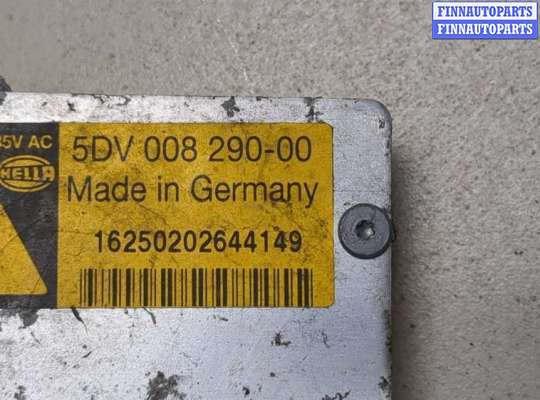 FINNAUTOPARTS
FINNAUTOPARTS
5V AC
HELLA
5DV 008 290-00
Made in Germany
16250202644149